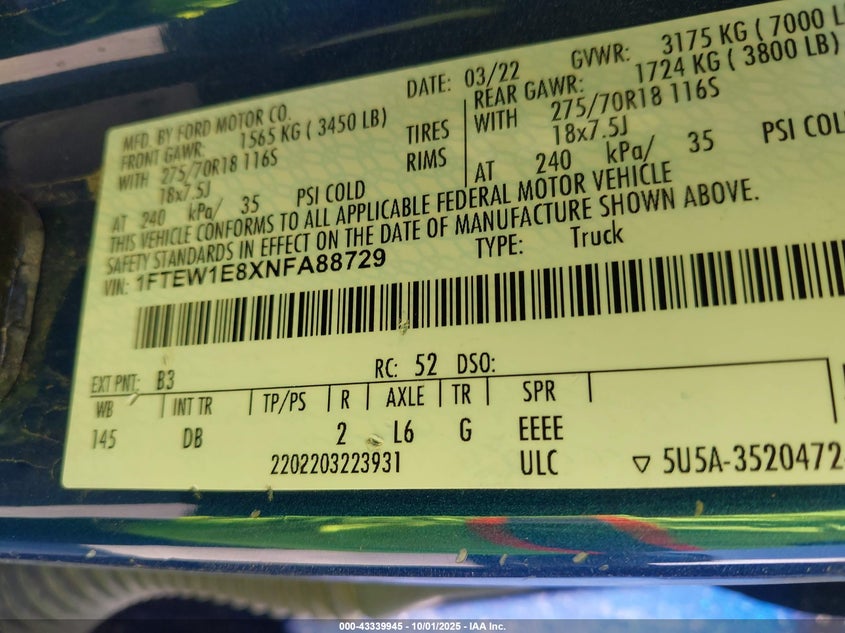 MFD. BY FORD MOTOR CO.
DATE: 03/22
GVWR: 3175 KG ( 7000 L
FRONT GAWR: 1565 KG ( 3450 LB)
REAR GAWR: 1724 KG ( 3800 LB)
WITH 275/70R18 116S
TIRES
WITH 275/70R18 116S
18x7.5J
RIMS
18x7.5J
AT 240 kPa/ 35 PSI COLD
AT 240 kPa/ 35 PSI COLD
THIS VEHICLE CONFORMS TO ALL APPLICABLE FEDERAL MOTOR VEHICLE
SAFETY STANDARDS IN EFFECT ON THE DATE OF MANUFACTURE SHOWN ABOVE.
VIN: 1FTEW1E8XNFA88729
TYPE: Truck
EXT PNT: B3
RC: 52 DSO:
WB INT TR TP/PS R AXLE TR SPR
145 DB 2 L6 G EEEE
2202203223931 ULC ▽ 5U5A-3520472
000-43339945 - 10/01/2025 - IAA Inc.